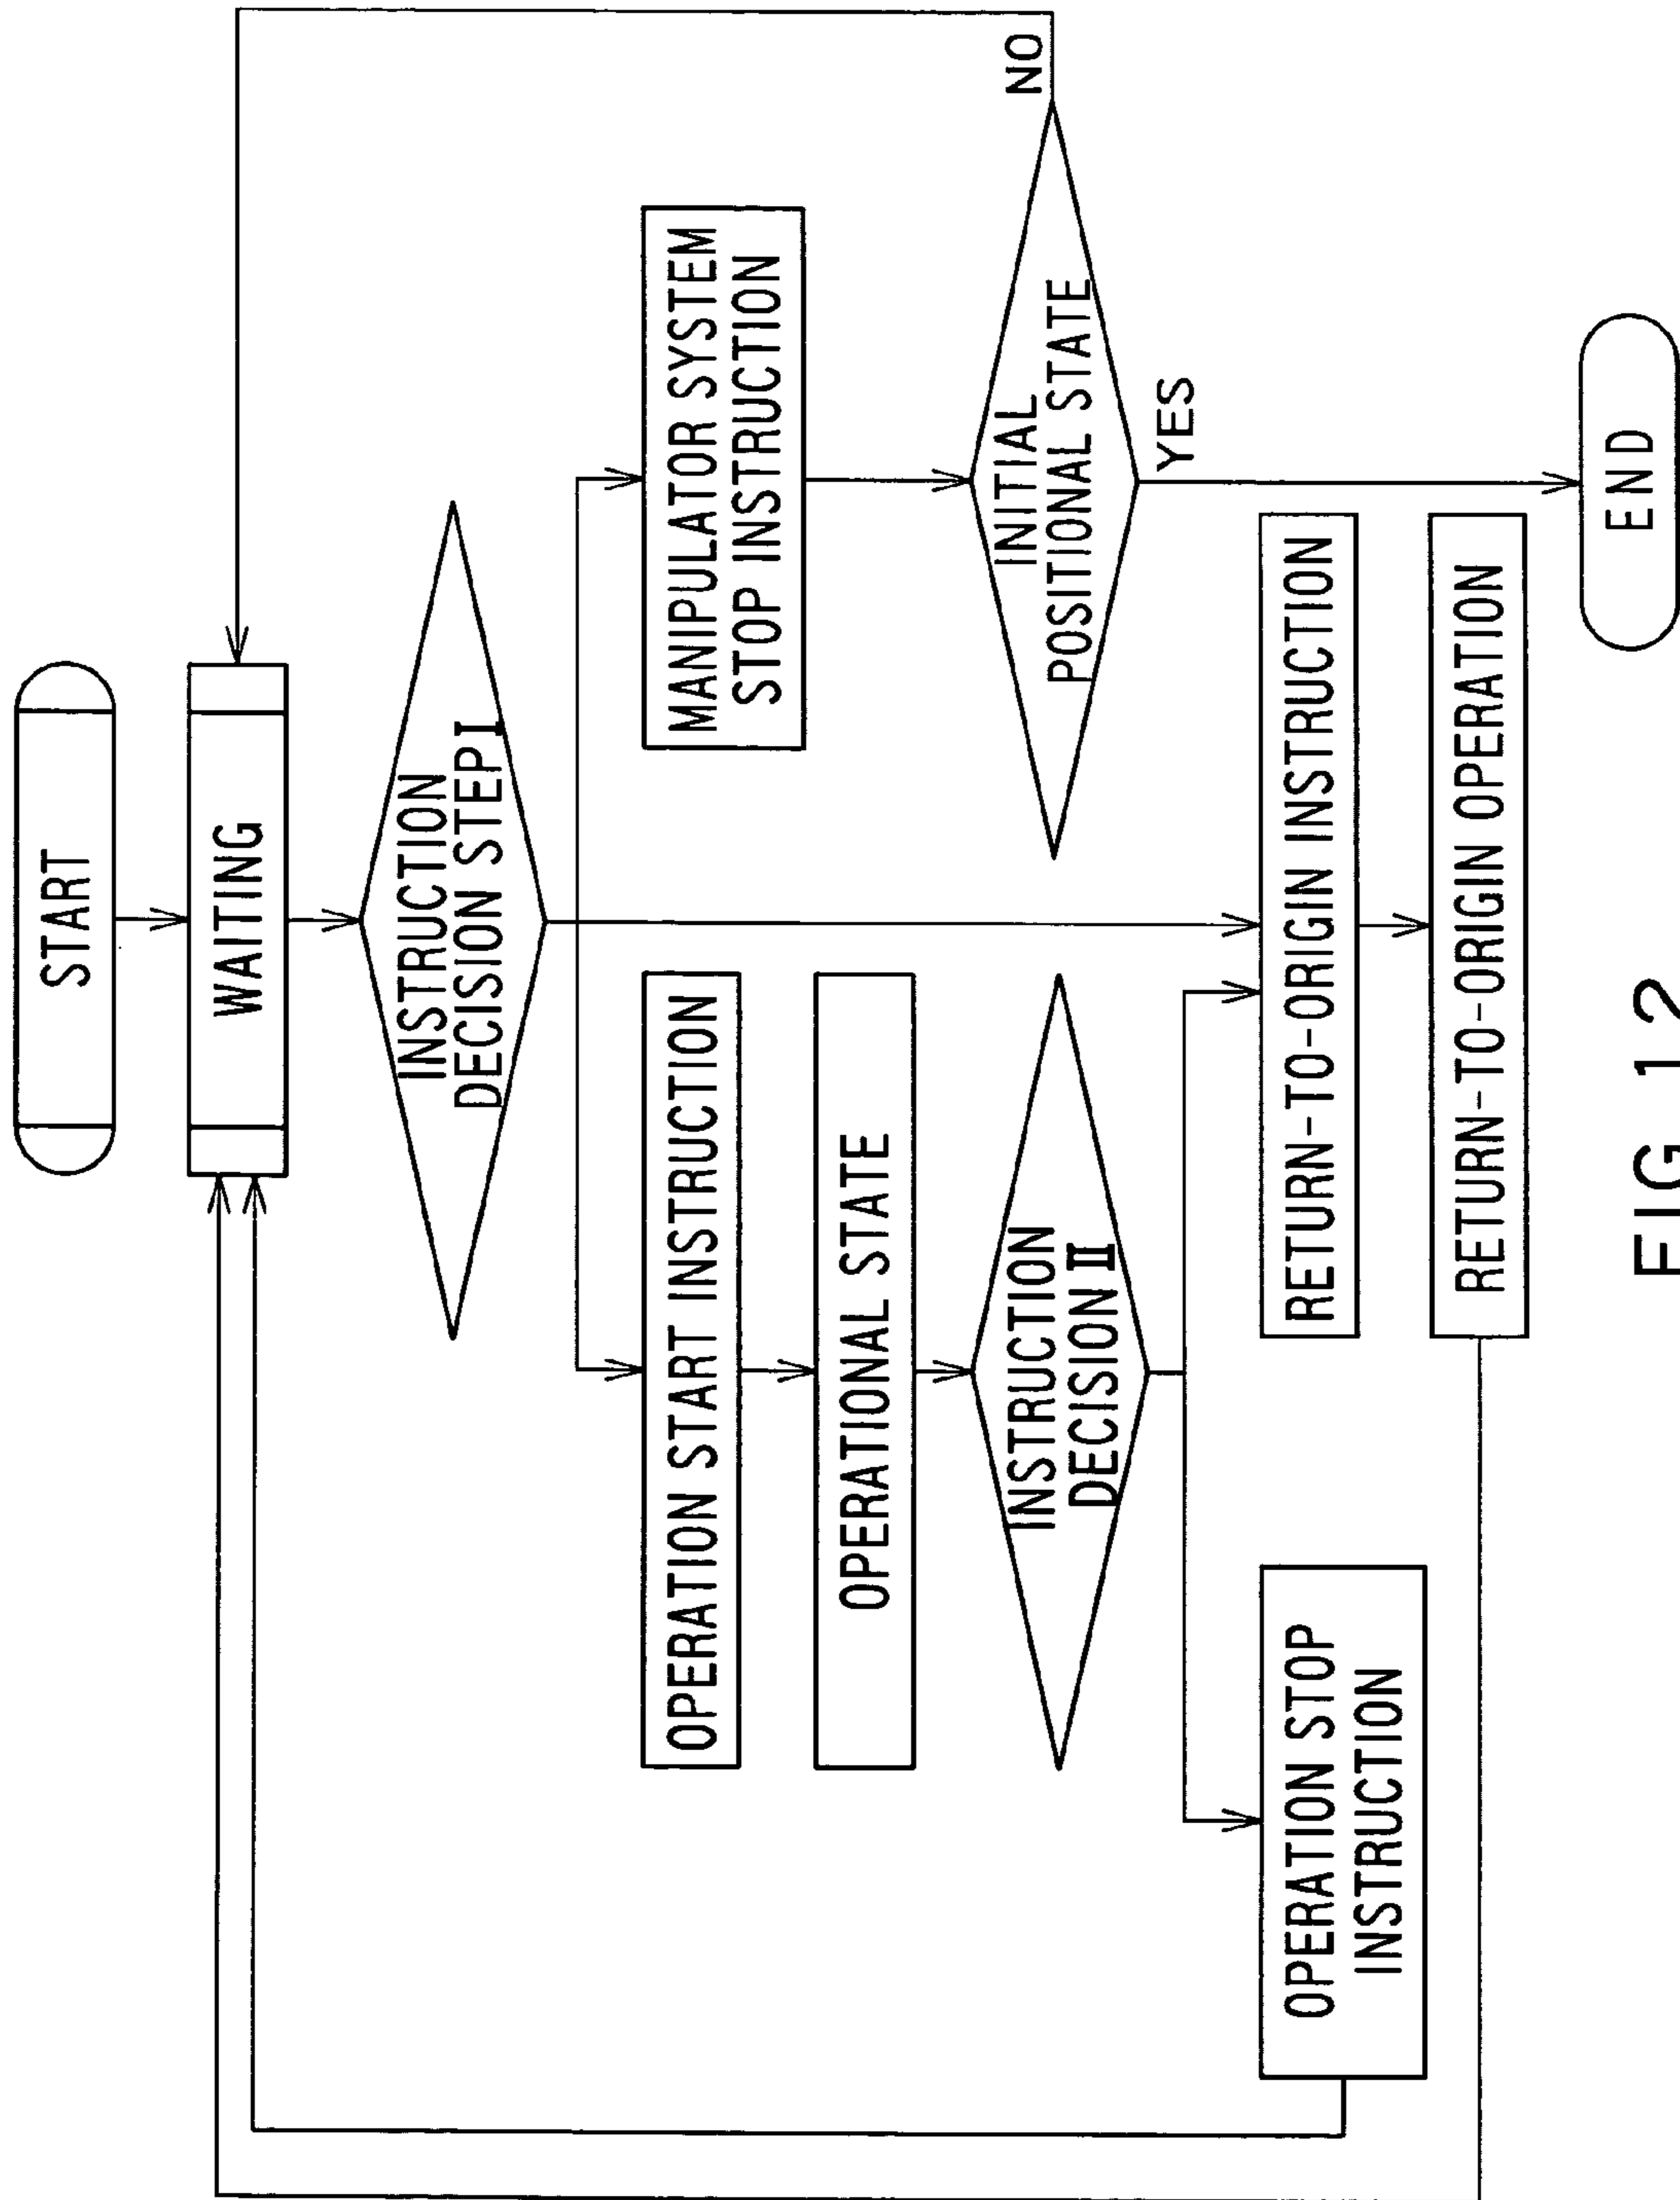 START
WAITING
INSTRUCTION
DECISION STEP I
OPERATION START INSTRUCTION
OPERATIONAL STATE
INSTRUCTION
DECISION II
OPERATION STOP
INSTRUCTION
MANIPULATOR SYSTEM
STOP INSTRUCTION
INITIAL
POSITIONAL STATE
NO
YES
RETURN-TO-ORIGIN INSTRUCTION
RETURN-TO-ORIGIN OPERATION
END
FIG.12